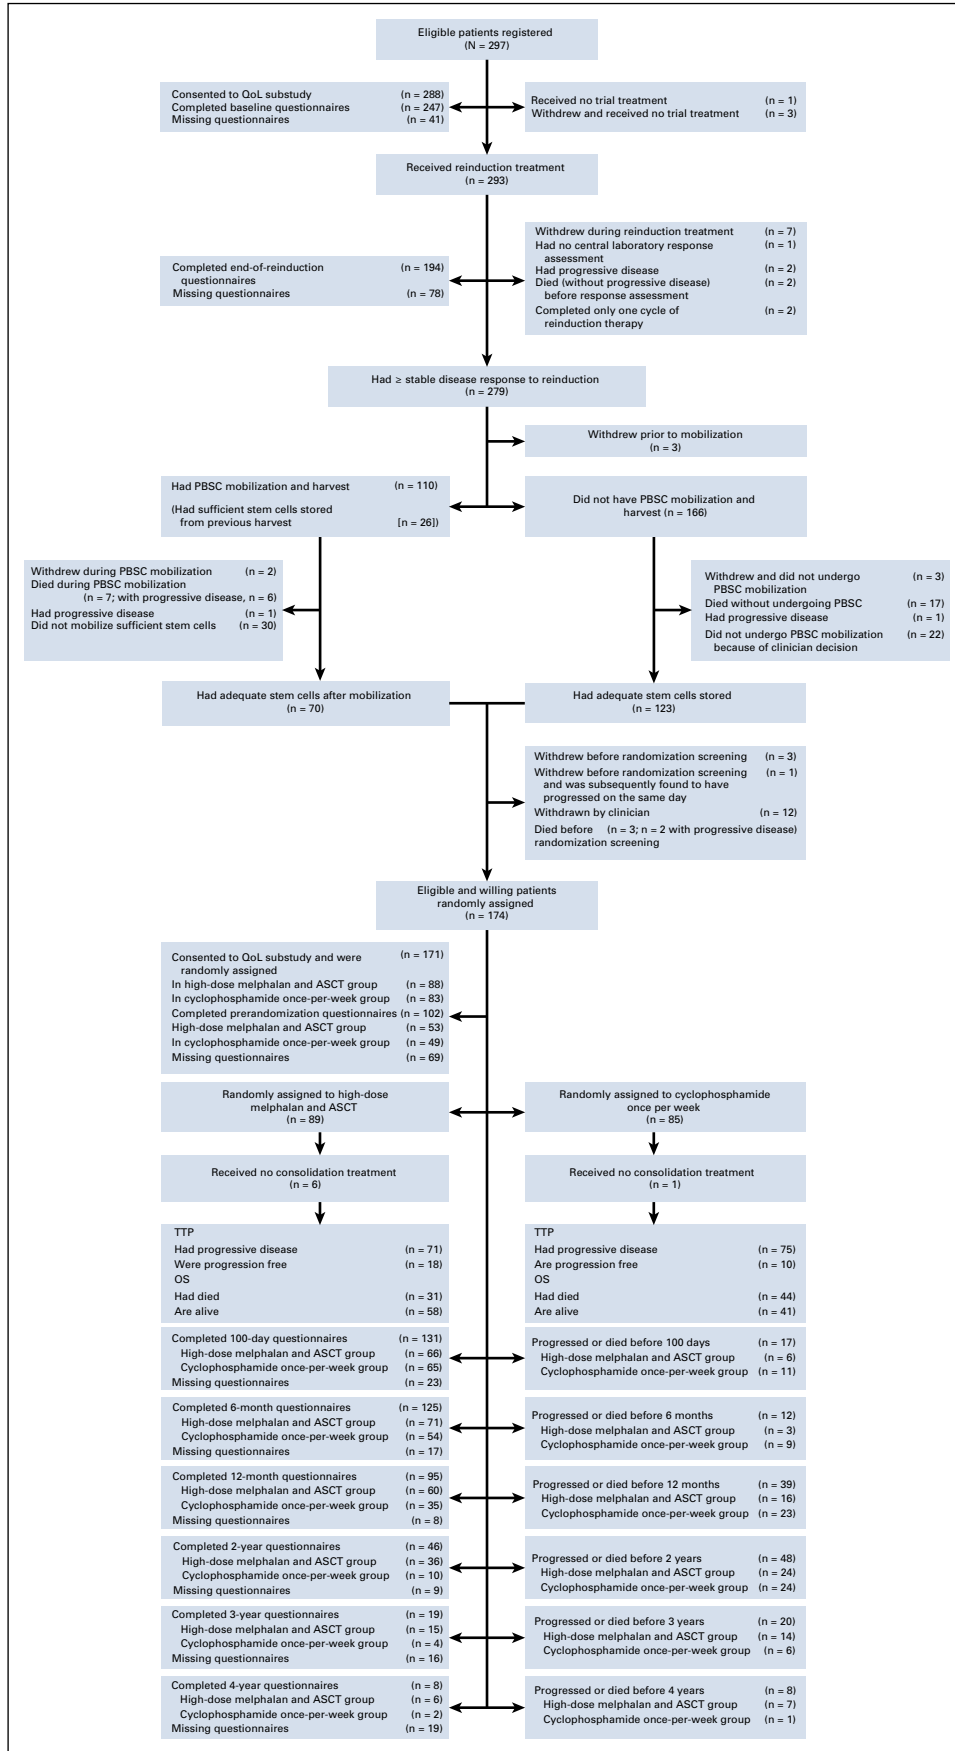 Eligible patients registered
(N = 297)
Consented to QoL substudy (n = 288)
Completed baseline questionnaires (n = 247)
Missing questionnaires (n = 41)
Received no trial treatment (n = 1)
Withdrew and received no trial treatment (n = 3)
Received reinduction treatment
(n = 293)
Completed end-of-reinduction (n = 194)
questionnaires
Missing questionnaires (n = 78)
Withdrew during reinduction treatment (n = 7)
Had no central laboratory response (n = 1)
assessment
Had progressive disease (n = 2)
Died (without progressive disease) (n = 2)
before response assessment
Completed only one cycle of (n = 2)
reinduction therapy
Had ≥ stable disease response to reinduction
(n = 279)
Withdrew prior to mobilization
(n = 3)
Had PBSC mobilization and harvest (n = 110)
(Had sufficient stem cells stored
from previous harvest [n = 26])
Did not have PBSC mobilization and
harvest (n = 166)
Withdrew during PBSC mobilization (n = 2)
Died during PBSC mobilization
(n = 7; with progressive disease, n = 6)
Had progressive disease (n = 1)
Did not mobilize sufficient stem cells (n = 30)
Withdrew and did not undergo (n = 3)
PBSC mobilization
Died without undergoing PBSC (n = 17)
Had progressive disease (n = 1)
Did not undergo PBSC mobilization (n = 22)
because of clinician decision
Had adequate stem cells after mobilization
(n = 70)
Had adequate stem cells stored
(n = 123)
Withdrew before randomization screening (n = 3)
Withdrew before randomization screening (n = 1)
and was subsequently found to have
progressed on the same day
Withdrawn by clinician (n = 12)
Died before (n = 3; n = 2 with progressive disease)
randomization screening
Eligible and willing patients
randomly assigned
(n = 174)
Consented to QoL substudy and were (n = 171)
randomly assigned
In high-dose melphalan and ASCT group (n = 88)
In cyclophosphamide once-per-week group (n = 83)
Completed prerandomization questionnaires (n = 102)
High-dose melphalan and ASCT group (n = 53)
In cyclophosphamide once-per-week group (n = 49)
Missing questionnaires (n = 69)
Randomly assigned to high-dose
melphalan and ASCT
(n = 89)
Randomly assigned to cyclophosphamide
once per week
(n = 85)
Received no consolidation treatment
(n = 6)
Received no consolidation treatment
(n = 1)
TTP
Had progressive disease (n = 71)
Were progression free (n = 18)
OS
Had died (n = 31)
Are alive (n = 58)
TTP
Had progressive disease (n = 75)
Are progression free (n = 10)
OS
Had died (n = 44)
Are alive (n = 41)
Completed 100-day questionnaires (n = 131)
High-dose melphalan and ASCT group (n = 66)
Cyclophosphamide once-per-week group (n = 65)
Missing questionnaires (n = 23)
Progressed or died before 100 days (n = 17)
High-dose melphalan and ASCT group (n = 6)
Cyclophosphamide once-per-week group (n = 11)
Completed 6-month questionnaires (n = 125)
High-dose melphalan and ASCT group (n = 71)
Cyclophosphamide once-per-week group (n = 54)
Missing questionnaires (n = 17)
Progressed or died before 6 months (n = 12)
High-dose melphalan and ASCT group (n = 3)
Cyclophosphamide once-per-week group (n = 9)
Completed 12-month questionnaires (n = 95)
High-dose melphalan and ASCT group (n = 60)
Cyclophosphamide once-per-week group (n = 35)
Missing questionnaires (n = 8)
Progressed or died before 12 months (n = 39)
High-dose melphalan and ASCT group (n = 16)
Cyclophosphamide once-per-week group (n = 23)
Completed 2-year questionnaires (n = 46)
High-dose melphalan and ASCT group (n = 36)
Cyclophosphamide once-per-week group (n = 10)
Missing questionnaires (n = 9)
Progressed or died before 2 years (n = 48)
High-dose melphalan and ASCT group (n = 24)
Cyclophosphamide once-per-week group (n = 24)
Completed 3-year questionnaires (n = 19)
High-dose melphalan and ASCT group (n = 15)
Cyclophosphamide once-per-week group (n = 4)
Missing questionnaires (n = 16)
Progressed or died before 3 years (n = 20)
High-dose melphalan and ASCT group (n = 14)
Cyclophosphamide once-per-week group (n = 6)
Completed 4-year questionnaires (n = 8)
High-dose melphalan and ASCT group (n = 6)
Cyclophosphamide once-per-week group (n = 2)
Missing questionnaires (n = 19)
Progressed or died before 4 years (n = 8)
High-dose melphalan and ASCT group (n = 7)
Cyclophosphamide once-per-week group (n = 1)